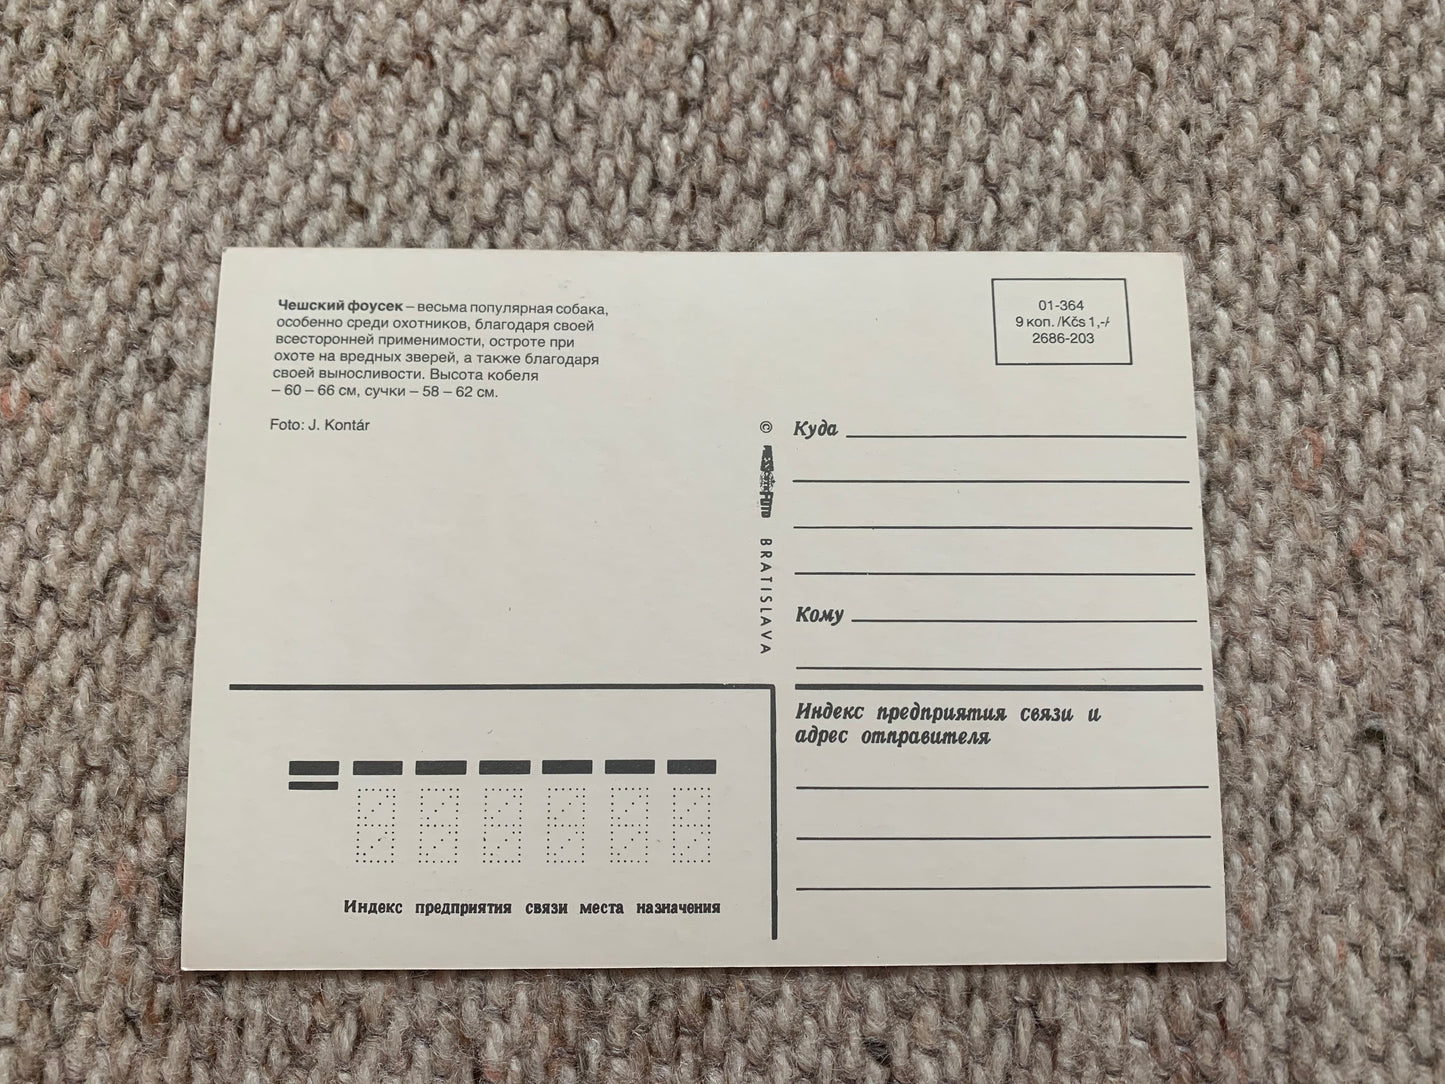 Чешский фоусек – весьма популярная собака,
особенно среди охотников, благодаря своей
всесторонней применимости, остроте при
охоте на вредных зверей, а также благодаря
своей выносливости. Высота кобеля
– 60 – 66 см, сучки – 58 – 62 см.
Foto: J. Kontár
01-364
9 коп. /Kčs 1,-/
2686-203
© PRESSFOTO BRATISLAVA
Куда
Кому
Индекс предприятия связи и
адрес отправителя
Индекс предприятия связи места назначения